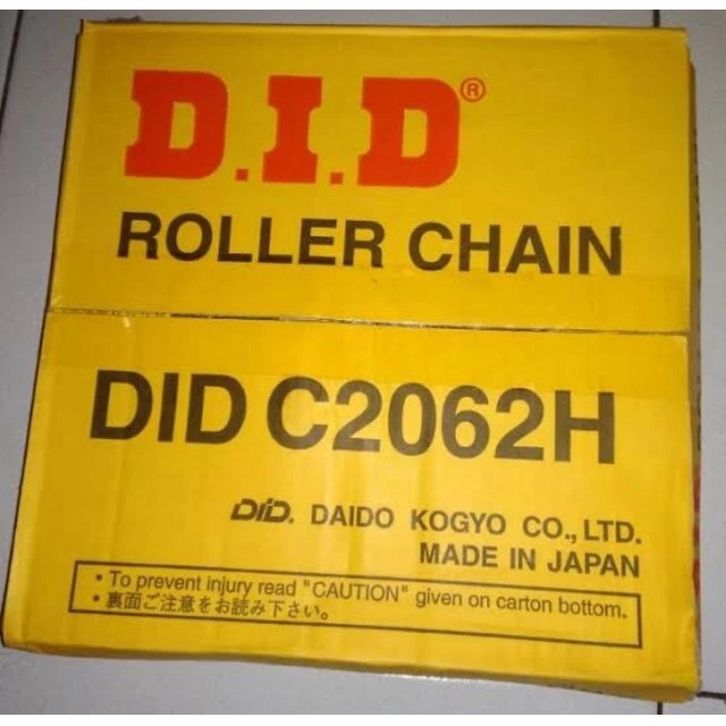 D.I.D®
ROLLER CHAIN
DID C2062H
DID. DAIDO KOGYO CO., LTD.
MADE IN JAPAN
• To prevent injury read "CAUTION" given on carton bottom.
• 裏面ご注意をお読み下さい。